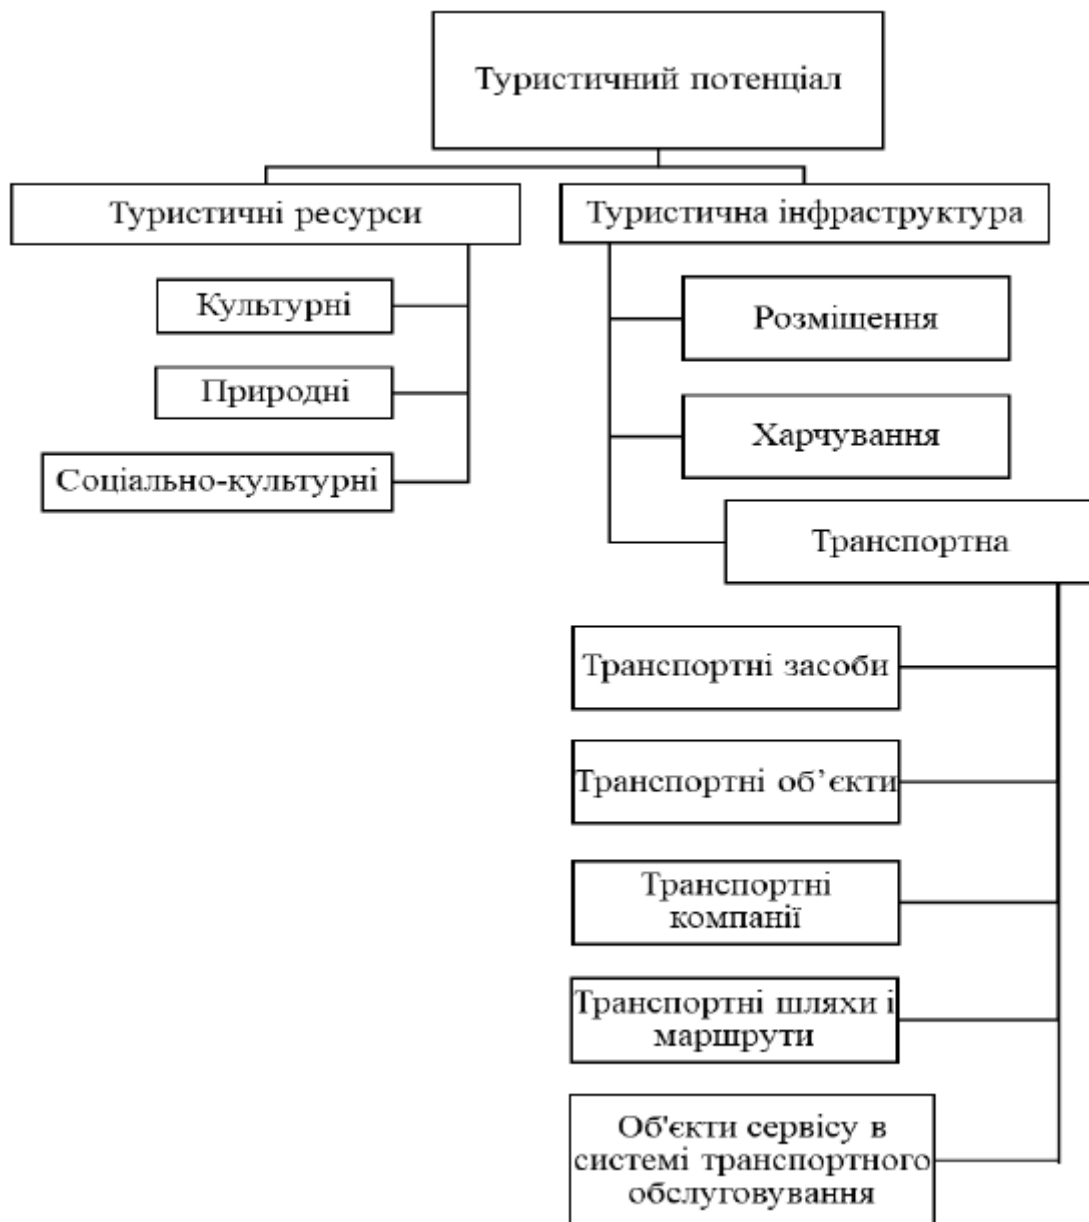 Туристичний потенціал
Туристичні ресурси
Культурні
Природні
Соціально-культурні
Туристична інфраструктура
Розміщення
Харчування
Транспортна
Транспортні засоби
Транспортні об’єкти
Транспортні
компанії
Транспортні шляхи і
маршрути
Об'єкти сервісу в
системі транспортного
обслуговування